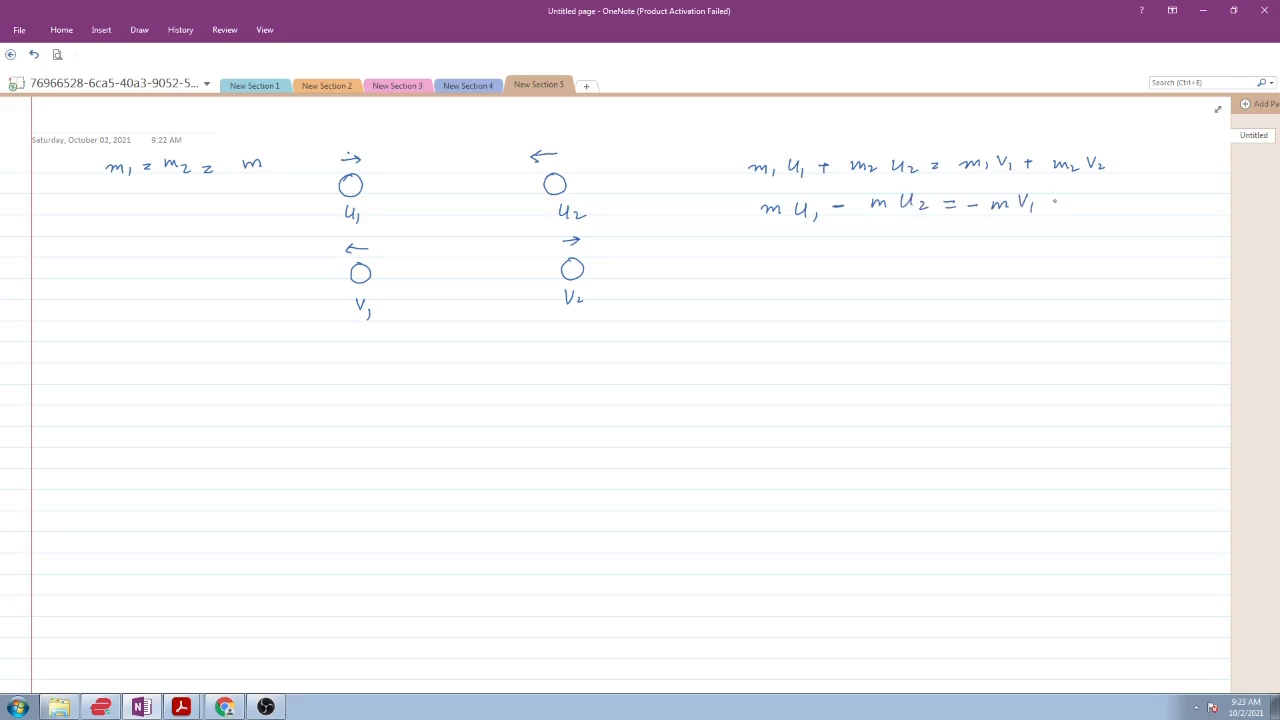 Untitled page - OneNote (Product Activation Failed)
File Home Insert Draw History Review View
76966528-6ca5-40a3-9052-5...
New Section 1 New Section 2 New Section 3 New Section 4 New Section 5
Search (Ctrl+E)
Add Pa
Untitled
Saturday, October 02, 2021 9:22 AM
m₁ = m₂ = m
→ ←
u₁ u₂
← →
v₁ v₂
m₁ u₁ + m₂ u₂ = m₁ v₁ + m₂ v₂
m u₁ - m u₂ = - m v₁
9:23 AM
10/2/2021